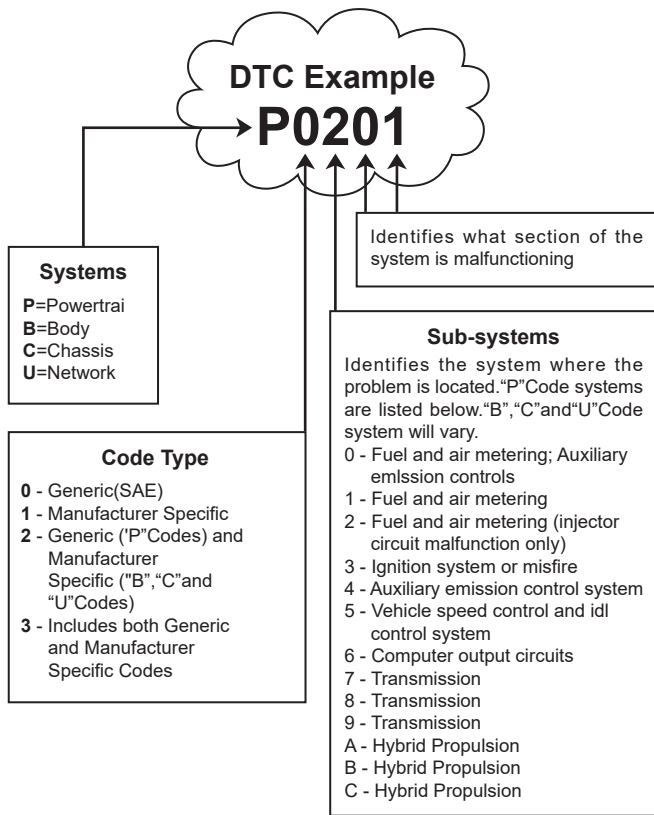 DTC Example
P0201
Identifies what section of the
system is malfunctioning
Systems
P=Powertrai
B=Body
C=Chassis
U=Network
Sub-systems
Identifies the system where the
problem is located.“P”Code systems
are listed below.“B”,“C”and“U”Code
system will vary.
0 - Fuel and air metering; Auxiliary
emlssion controls
1 - Fuel and air metering
2 - Fuel and air metering (injector
circuit malfunction only)
3 - Ignition system or misfire
4 - Auxiliary emission control system
5 - Vehicle speed control and idl
control system
6 - Computer output circuits
7 - Transmission
8 - Transmission
9 - Transmission
A - Hybrid Propulsion
B - Hybrid Propulsion
C - Hybrid Propulsion
Code Type
0 - Generic(SAE)
1 - Manufacturer Specific
2 - Generic ('P”Codes) and
Manufacturer
Specific ("B”,“C”and
“U”Codes)
3 - Includes both Generic
and Manufacturer
Specific Codes